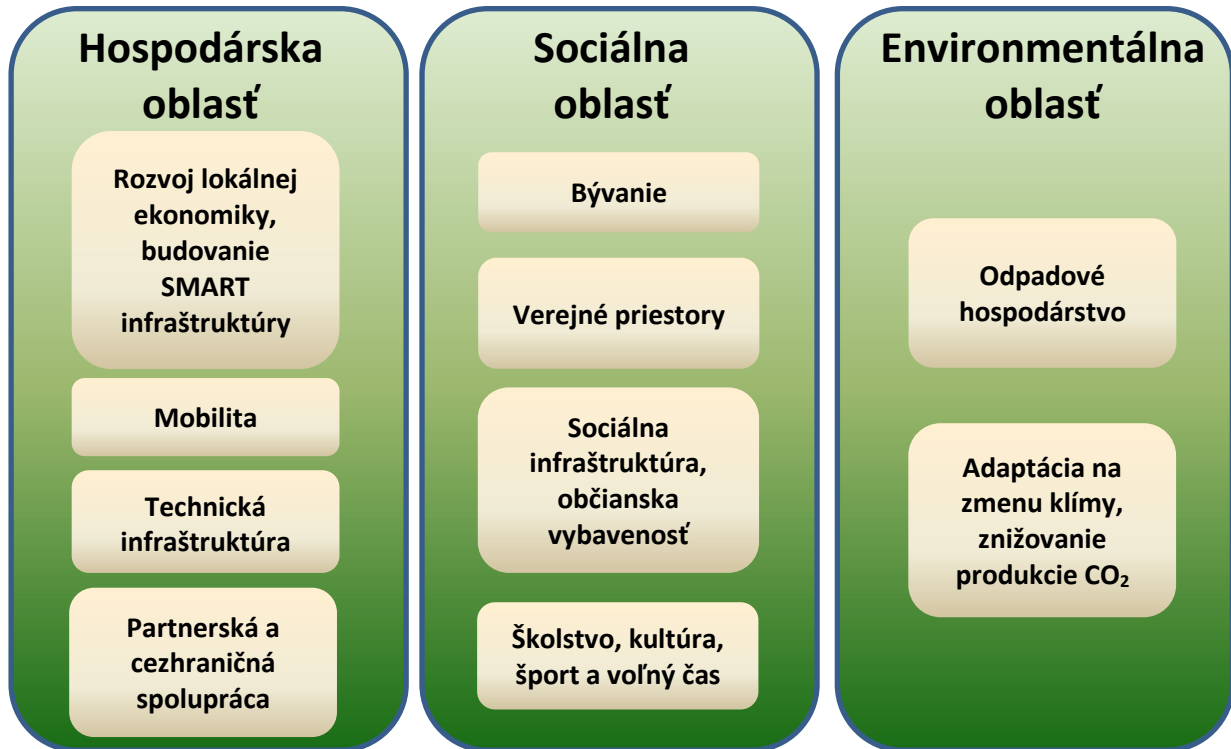 Hospodárska
oblasť
Rozvoj lokálnej
ekonomiky,
budovanie
SMART
infraštruktúry
Mobilita
Technická
infraštruktúra
Partnerská a
cezhraničná
spolupráca
Sociálna
oblasť
Bývanie
Verejné priestory
Sociálna
infraštruktúra,
občianska
vybavenosť
Školstvo, kultúra,
šport a voľný čas
Environmentálna
oblasť
Odpadové
hospodárstvo
Adaptácia na
zmenu klímy,
znižovanie
produkcie CO₂